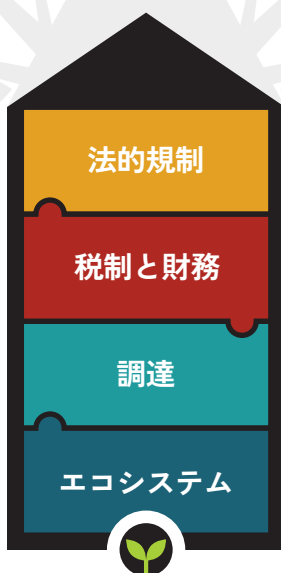 法的規制
税制と財務
調達
エコシステム